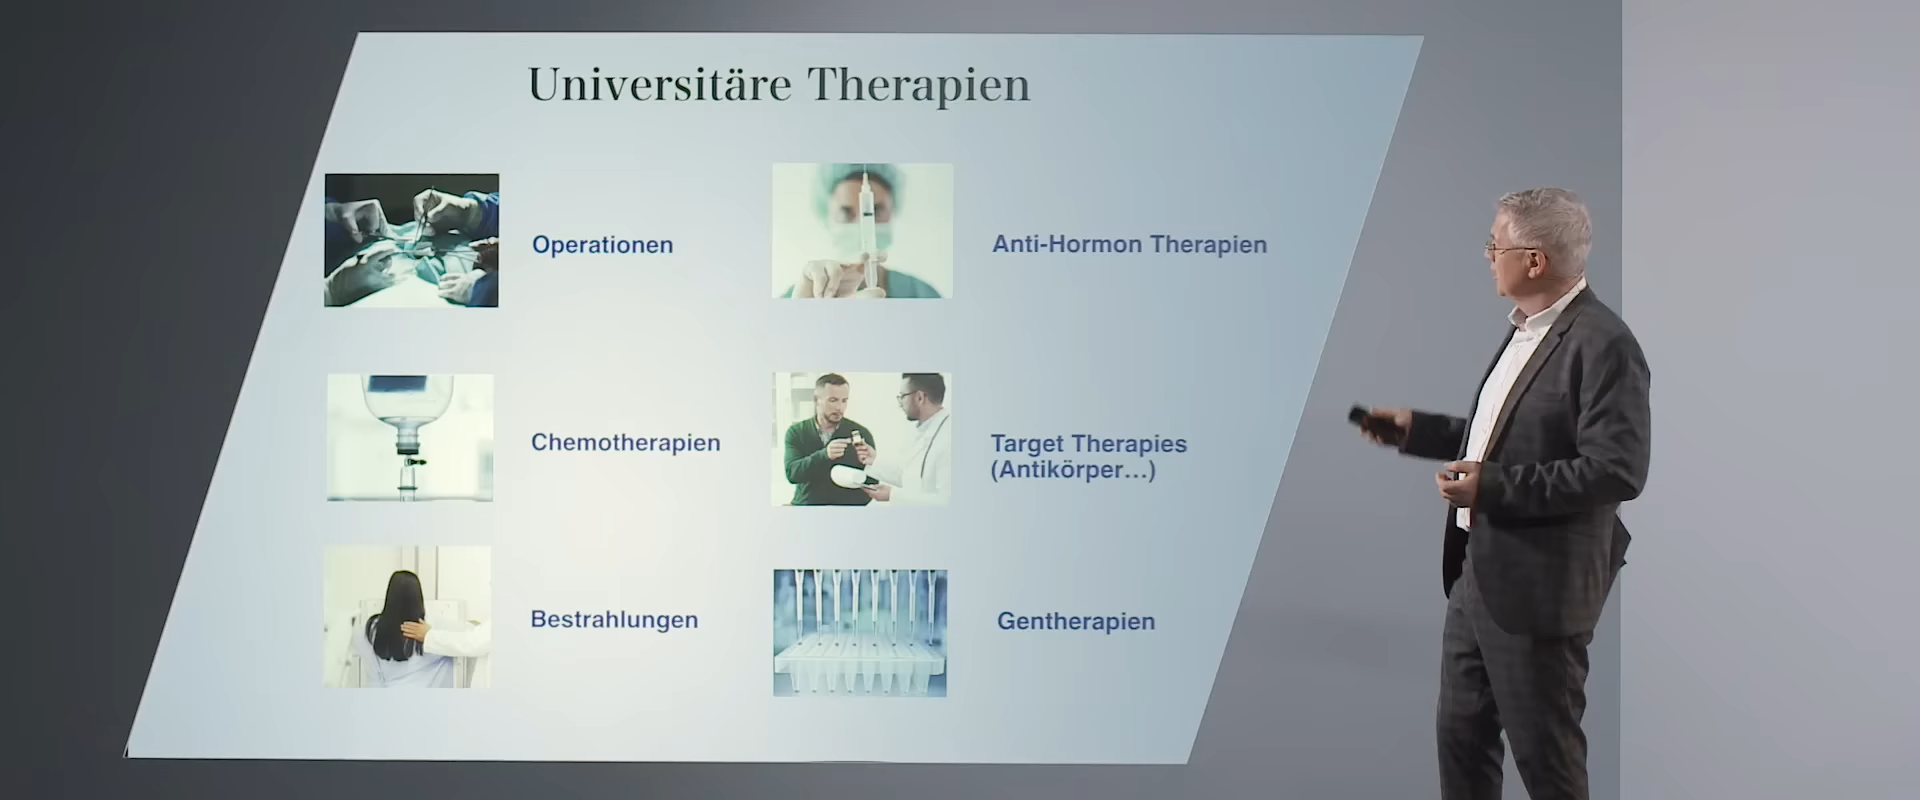 Universitäre Therapien
Operationen
Anti-Hormon Therapien
Chemotherapien
Target Therapies
(Antikörper...)
Bestrahlungen
Gentherapien